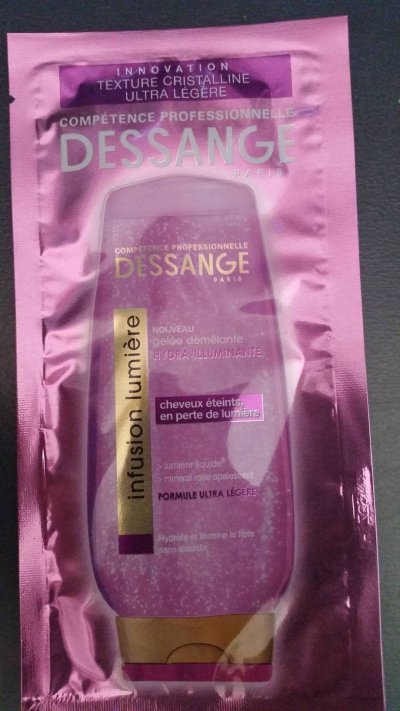 INNOVATION
TEXTURE CRISTALLINE
ULTRA LÉGÈRE
COMPÉTENCE PROFESSIONNELLE
DESSANGE
PARIS
COMPÉTENCE PROFESSIONNELLE
DESSANGE
PARIS
infusion lumière
NOUVEAU
gelée démêlante
HYDRA-ILLUMINANTE
cheveux éteints,
en perte de lumière
> lumière liquide
> minéral rose opalescent
FORMULE ULTRA LÉGÈRE
Hydrate et illumine la fibre
sans alourdir